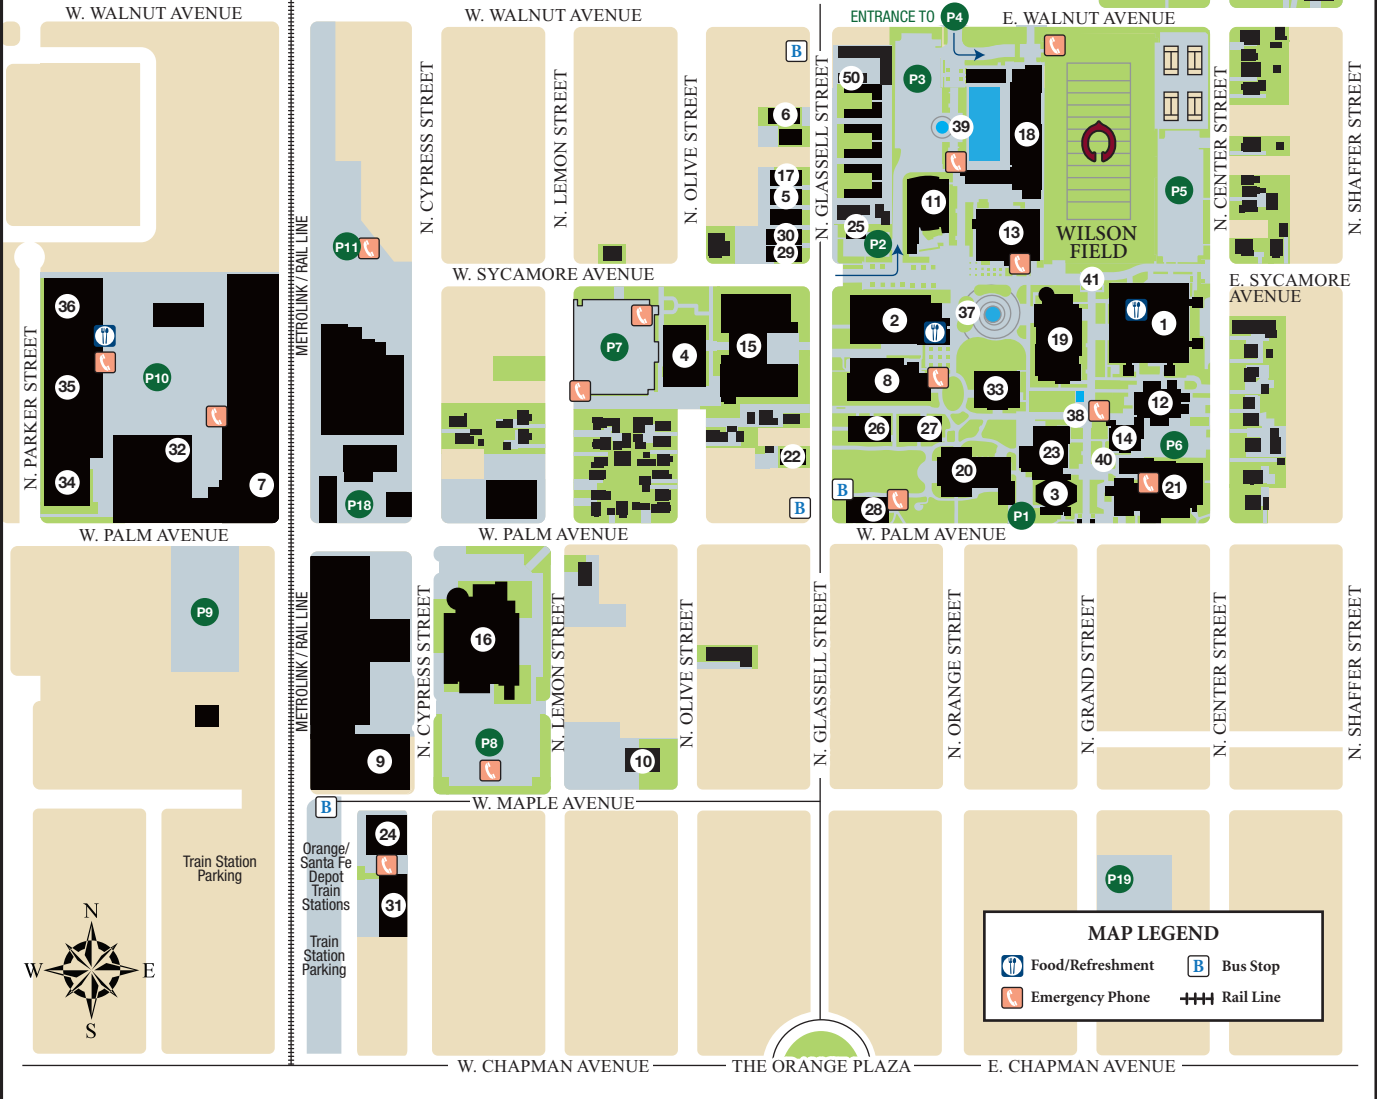 W. WALNUT AVENUE
W. WALNUT AVENUE
ENTRANCE TO P4
E. WALNUT AVENUE
B
50
P3
6
39
18
17
5
P5
11
30
29
25
P2
13
WILSON
FIELD
P11
N. CYPRESS STREET
N. LEMON STREET
N. OLIVE STREET
N. GLASSELL STREET
N. CENTER STREET
N. SHAFFER STREET
METROLINK / RAIL LINE
W. SYCAMORE AVENUE
41
E. SYCAMORE
AVENUE
36
35
34
P10
32
7
N. PARKER STREET
P7
4
15
2
37
19
1
8
33
38
12
26
27
14
P6
22
20
23
40
3
21
28
B
B
P18
P1
W. PALM AVENUE
W. PALM AVENUE
W. PALM AVENUE
P9
METROLINK / RAIL LINE
N. CYPRESS STREET
16
N. LEMON STREET
N. OLIVE STREET
N. GLASSELL STREET
N. ORANGE STREET
N. GRAND STREET
N. CENTER STREET
N. SHAFFER STREET
9
P8
10
B
W. MAPLE AVENUE
24
31
Orange/
Santa Fe
Depot
Train
Stations
Train
Station
Parking
Train Station
Parking
P19
N
W
E
S
MAP LEGEND
Food/Refreshment
B Bus Stop
Emergency Phone
Rail Line
W. CHAPMAN AVENUE
THE ORANGE PLAZA
E. CHAPMAN AVENUE